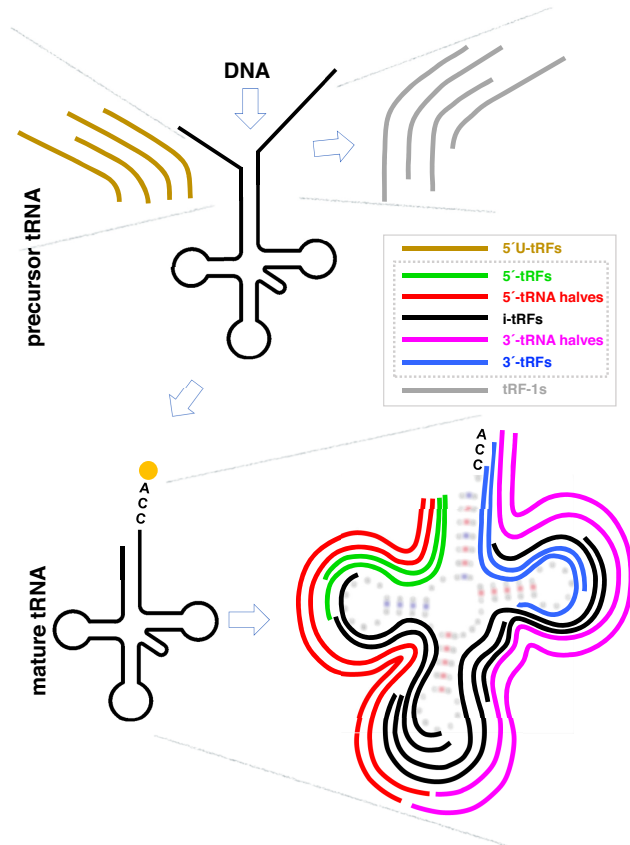 DNA
precursor tRNA
5´U-tRFs
5´-tRFs
5´-tRNA halves
i-tRFs
3´-tRNA halves
3´-tRFs
tRF-1s
A
C
C
mature tRNA
A
C
C